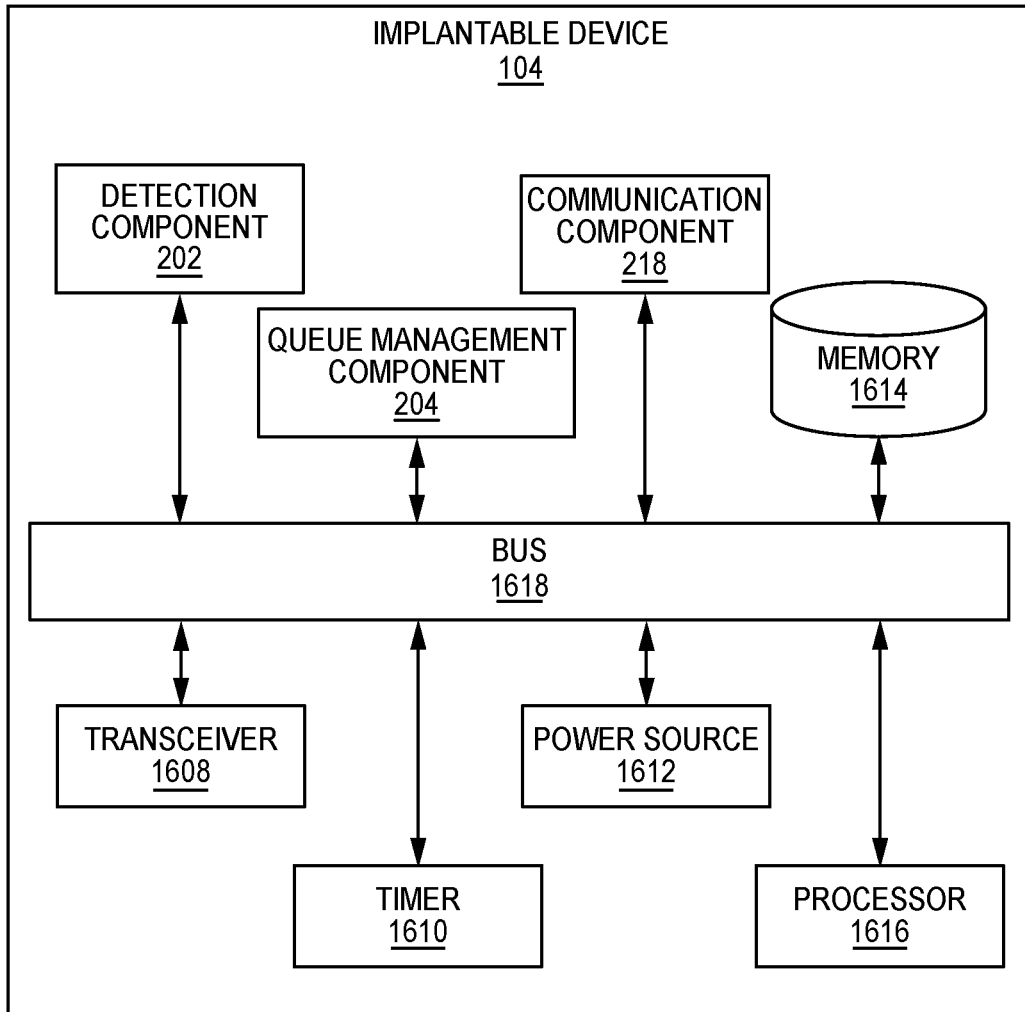 IMPLANTABLE DEVICE
104
DETECTION
COMPONENT
202
COMMUNICATION
COMPONENT
218
QUEUE MANAGEMENT
COMPONENT
204
MEMORY
1614
BUS
1618
TRANSCEIVER
1608
POWER SOURCE
1612
TIMER
1610
PROCESSOR
1616